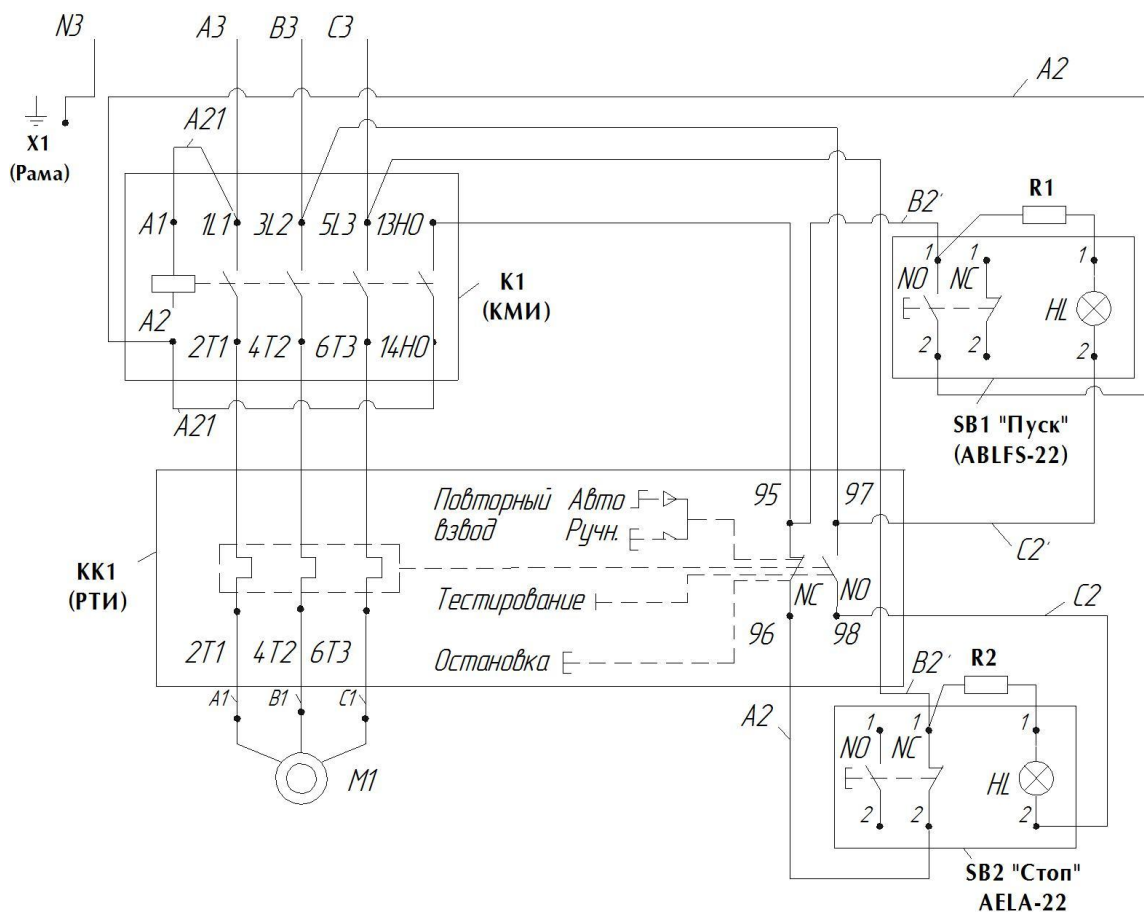 N3
A3
B3
C3
A2
X1
(Рама)
A21
R1
B2'
A1
1L1
3L2
5L3
13НО
K1
(КМИ)
1
1
1
NO
NC
HL
2
2
2
A2
2T1
4T2
6T3
14НО
A21
SB1 "Пуск"
(ABLFS-22)
Повторный
взвод
Авто
Ручн.
95
97
C2'
KK1
(РТИ)
Тестирование
NC
NO
C2
96
98
2T1
4T2
6T3
Остановка
R2
B2'
A1
B1
C1
A2
M1
1
1
1
NO
NC
HL
2
2
2
SB2 "Стоп"
AELA-22